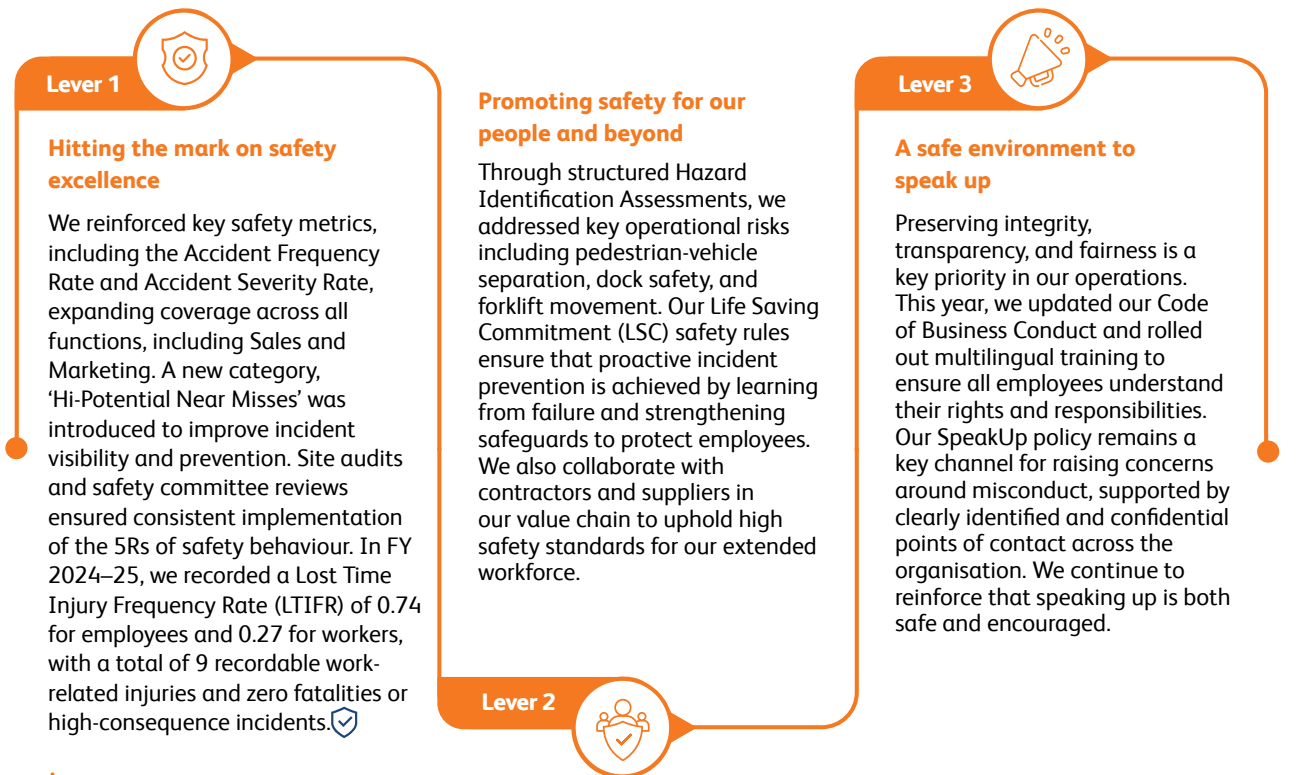 Lever 1
Hitting the mark on safety
excellence
We reinforced key safety metrics,
including the Accident Frequency
Rate and Accident Severity Rate,
expanding coverage across all
functions, including Sales and
Marketing. A new category,
‘Hi-Potential Near Misses’ was
introduced to improve incident
visibility and prevention. Site audits
and safety committee reviews
ensured consistent implementation
of the 5Rs of safety behaviour. In FY
2024–25, we recorded a Lost Time
Injury Frequency Rate (LTIFR) of 0.74
for employees and 0.27 for workers,
with a total of 9 recordable work-
related injuries and zero fatalities or
high-consequence incidents.
Lever 2
Promoting safety for our
people and beyond
Through structured Hazard
Identification Assessments, we
addressed key operational risks
including pedestrian-vehicle
separation, dock safety, and
forklift movement. Our Life Saving
Commitment (LSC) safety rules
ensure that proactive incident
prevention is achieved by learning
from failure and strengthening
safeguards to protect employees.
We also collaborate with
contractors and suppliers in
our value chain to uphold high
safety standards for our extended
workforce.
Lever 3
A safe environment to
speak up
Preserving integrity,
transparency, and fairness is a
key priority in our operations.
This year, we updated our Code
of Business Conduct and rolled
out multilingual training to
ensure all employees understand
their rights and responsibilities.
Our SpeakUp policy remains a
key channel for raising concerns
around misconduct, supported by
clearly identified and confidential
points of contact across the
organisation. We continue to
reinforce that speaking up is both
safe and encouraged.